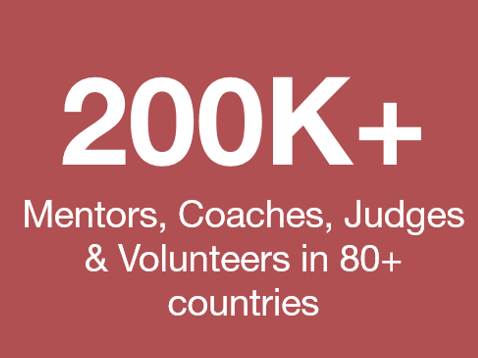 200K+
Mentors, Coaches, Judges
& Volunteers in 80+
countries